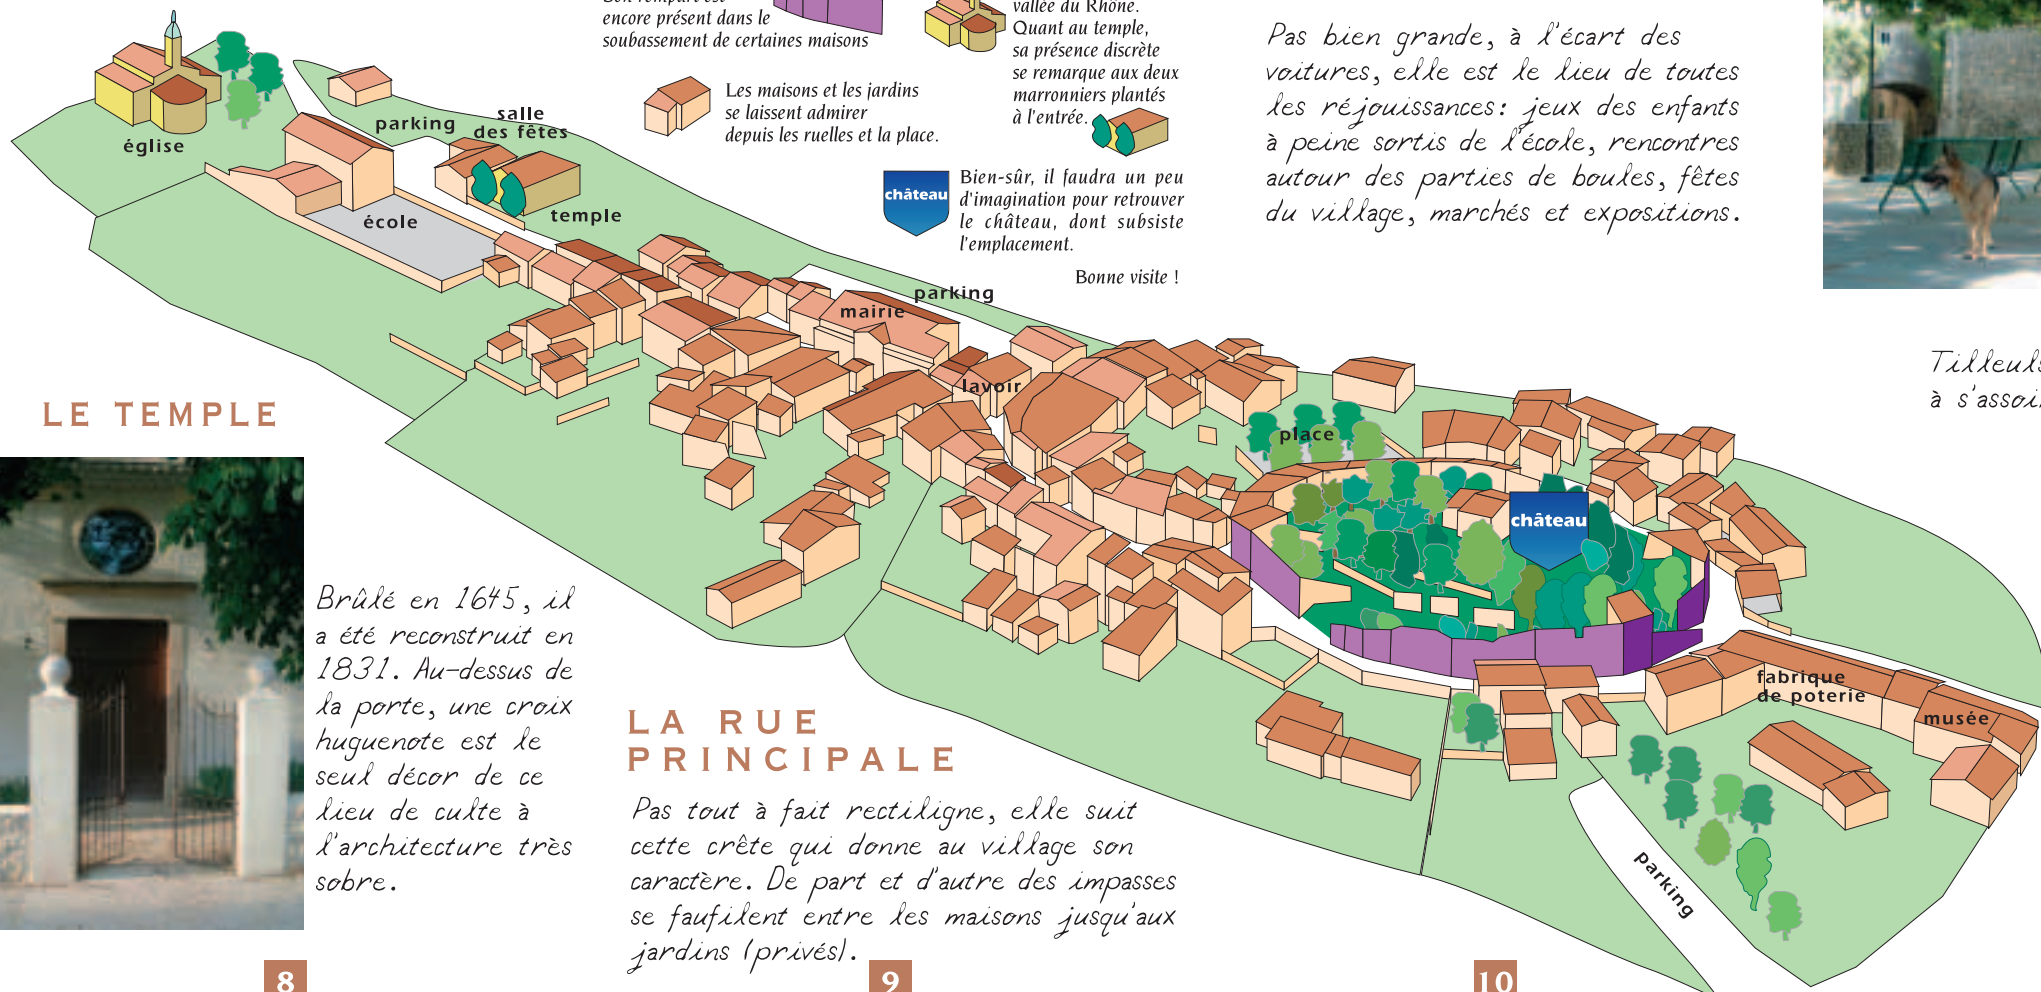 encore présent dans le
soubassement de certaines maisons
Les maisons et les jardins
se laissent admirer
depuis les ruelles et la place.
vallée du Rhône.
Quant au temple,
sa présence discrète
se remarque aux deux
marronniers plantés
à l'entrée.
château
Bien-sûr, il faudra un peu
d'imagination pour retrouver
le château, dont subsiste
l'emplacement.
Bonne visite !
Pas bien grande, à l'écart des
voitures, elle est le lieu de toutes
les réjouissances: jeux des enfants
à peine sortis de l'école, rencontres
autour des parties de boules, fêtes
du village, marchés et expositions.
à s'assoi
église
parking
salle
des fêtes
école
temple
parking
mairie
lavoir
place
château
fabrique
de poterie
musée
parking
LE TEMPLE
Brûlé en 1645, il
a été reconstruit en
1831. Au-dessus de
la porte, une croix
huguenote est le
seul décor de ce
lieu de culte à
l'architecture très
sobre.
LA RUE
PRINCIPALE
Pas tout à fait rectiligne, elle suit
cette crête qui donne au village son
caractère. De part et d'autre des impasses
se faufilent entre les maisons jusqu'aux
jardins (privés).
8
9
10